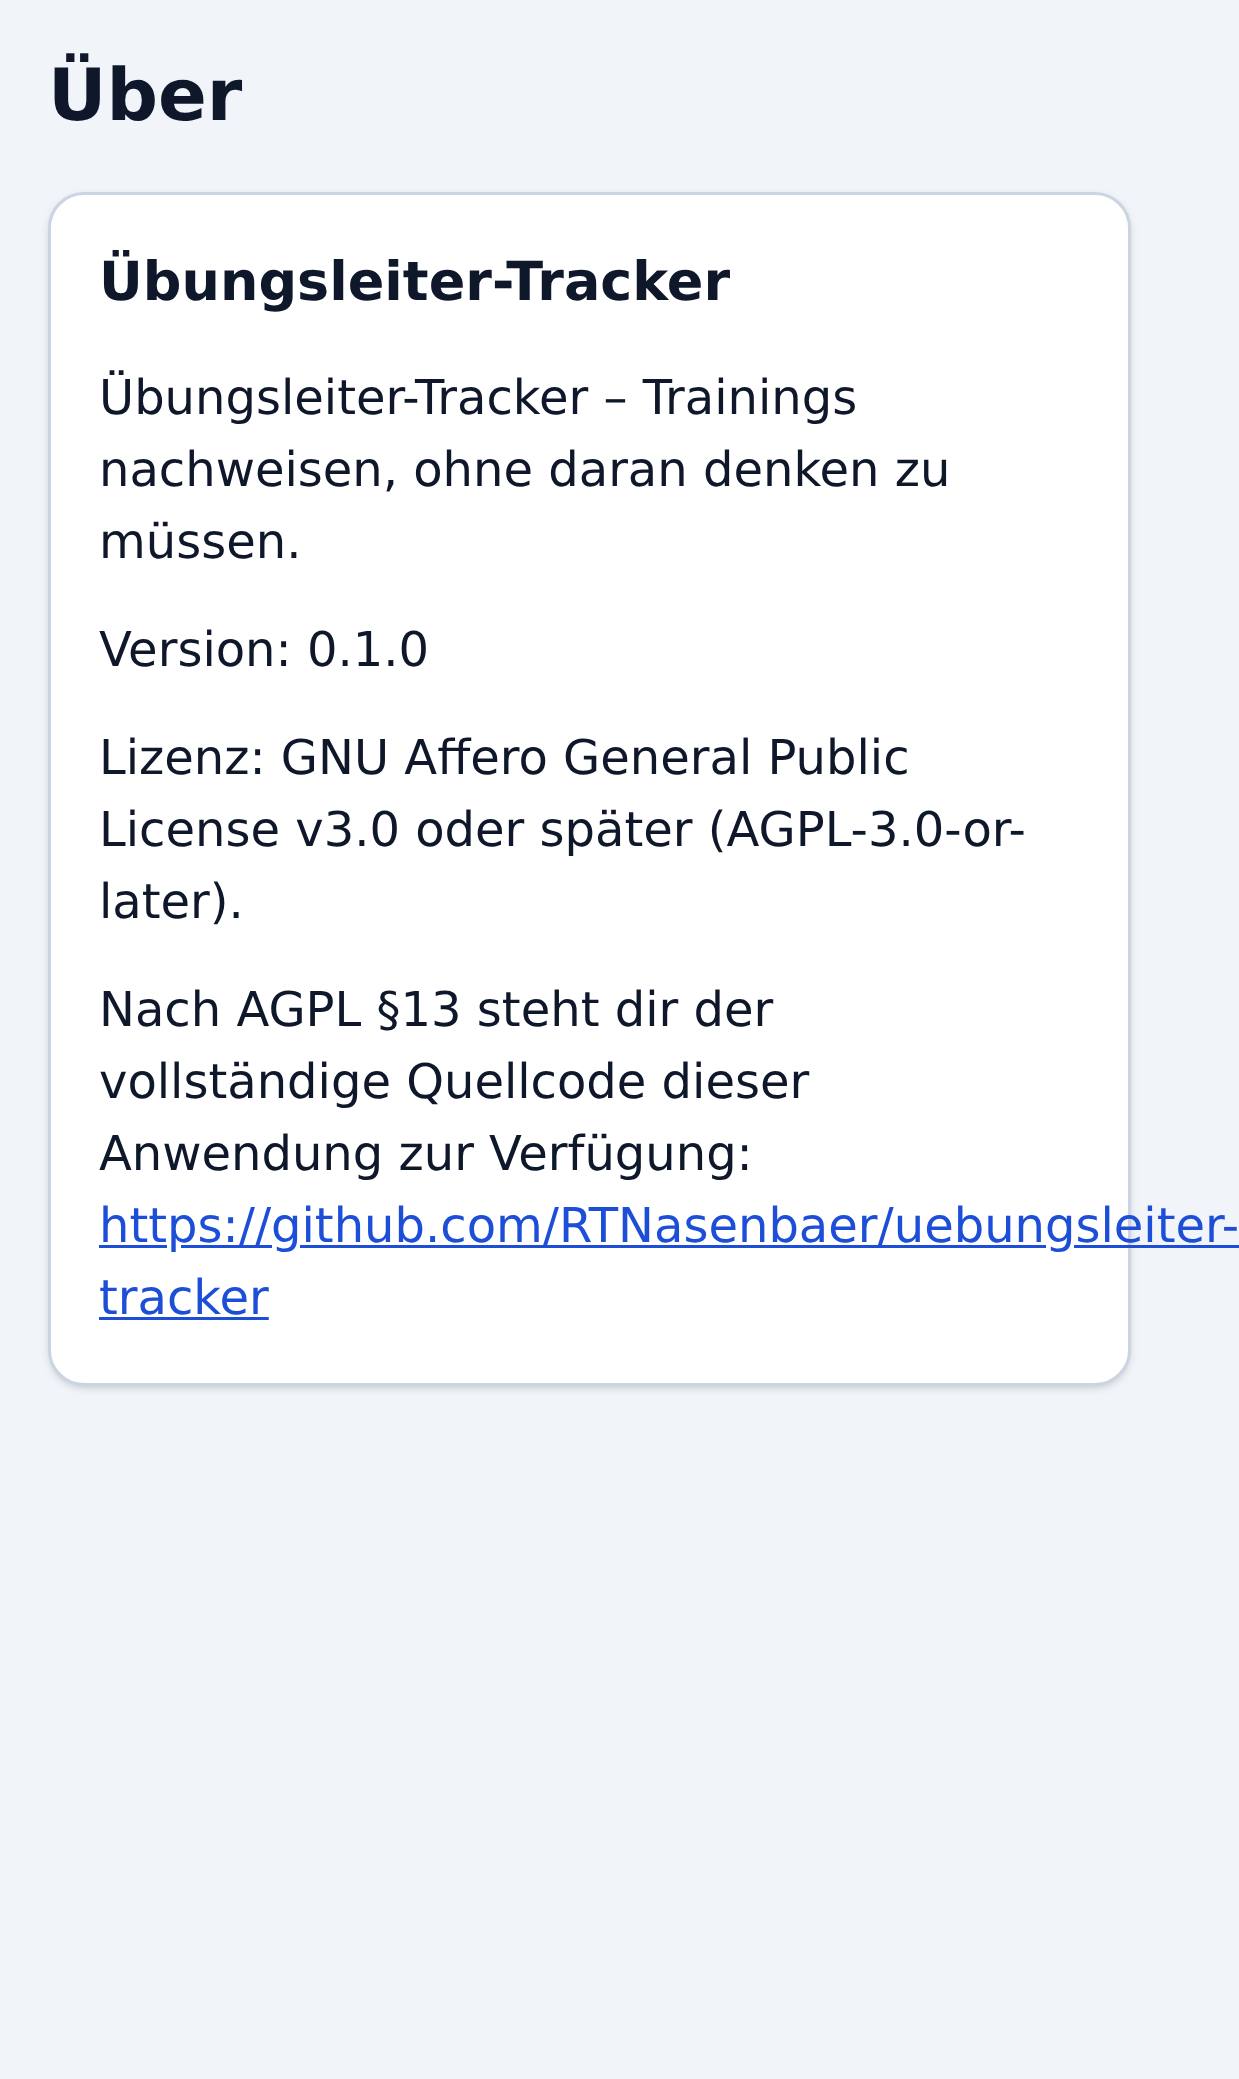 Über
Übungsleiter-Tracker
Übungsleiter-Tracker – Trainings
nachweisen, ohne daran denken zu
müssen.
Version: 0.1.0
Lizenz: GNU Affero General Public
License v3.0 oder später (AGPL-3.0-or-
later).
Nach AGPL §13 steht dir der
vollständige Quellcode dieser
Anwendung zur Verfügung:
https://github.com/RTNasenbaer/uebungsleiter-
tracker